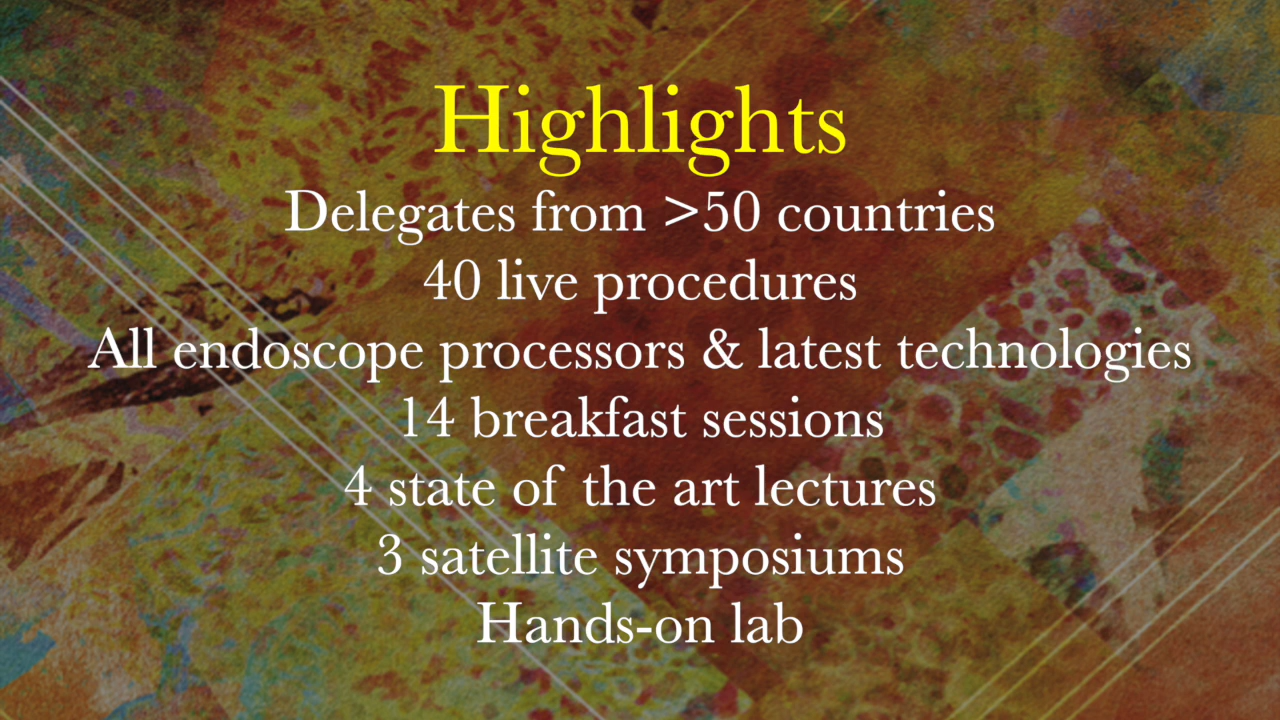 Highlights
Delegates from >50 countries
40 live procedures
All endoscope processors & latest technologies
14 breakfast sessions
4 state of the art lectures
3 satellite symposiums
Hands-on lab